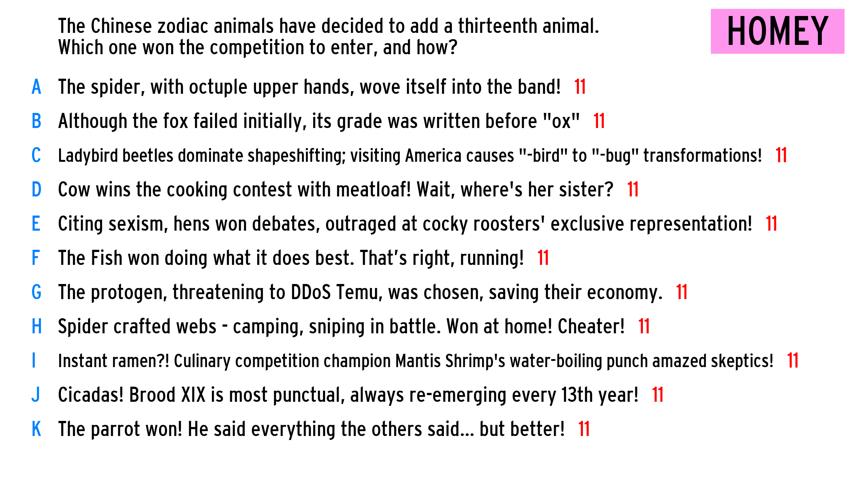 The Chinese zodiac animals have decided to add a thirteenth animal.
Which one won the competition to enter, and how?
HOMEY
A The spider, with octuple upper hands, wove itself into the band! 11
B Although the fox failed initially, its grade was written before "ox" 11
C Ladybird beetles dominate shapeshifting; visiting America causes "-bird" to "-bug" transformations! 11
D Cow wins the cooking contest with meatloaf! Wait, where's her sister? 11
E Citing sexism, hens won debates, outraged at cocky roosters' exclusive representation! 11
F The Fish won doing what it does best. That’s right, running! 11
G The protogen, threatening to DDoS Temu, was chosen, saving their economy. 11
H Spider crafted webs - camping, sniping in battle. Won at home! Cheater! 11
I Instant ramen?! Culinary competition champion Mantis Shrimp's water-boiling punch amazed skeptics! 11
J Cicadas! Brood XIX is most punctual, always re-emerging every 13th year! 11
K The parrot won! He said everything the others said... but better! 11